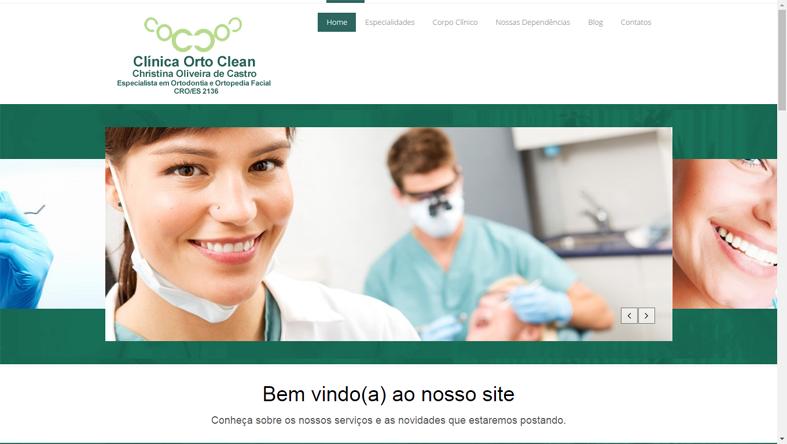 Clínica Orto Clean
Christina Oliveira de Castro
Especialista em Ortodontia e Ortopedia Facial
CRO/ES 2136
Home Especialidades Corpo Clínico Nossas Dependências Blog Contatos
Bem vindo(a) ao nosso site
Conheça sobre os nossos serviços e as novidades que estaremos postando.